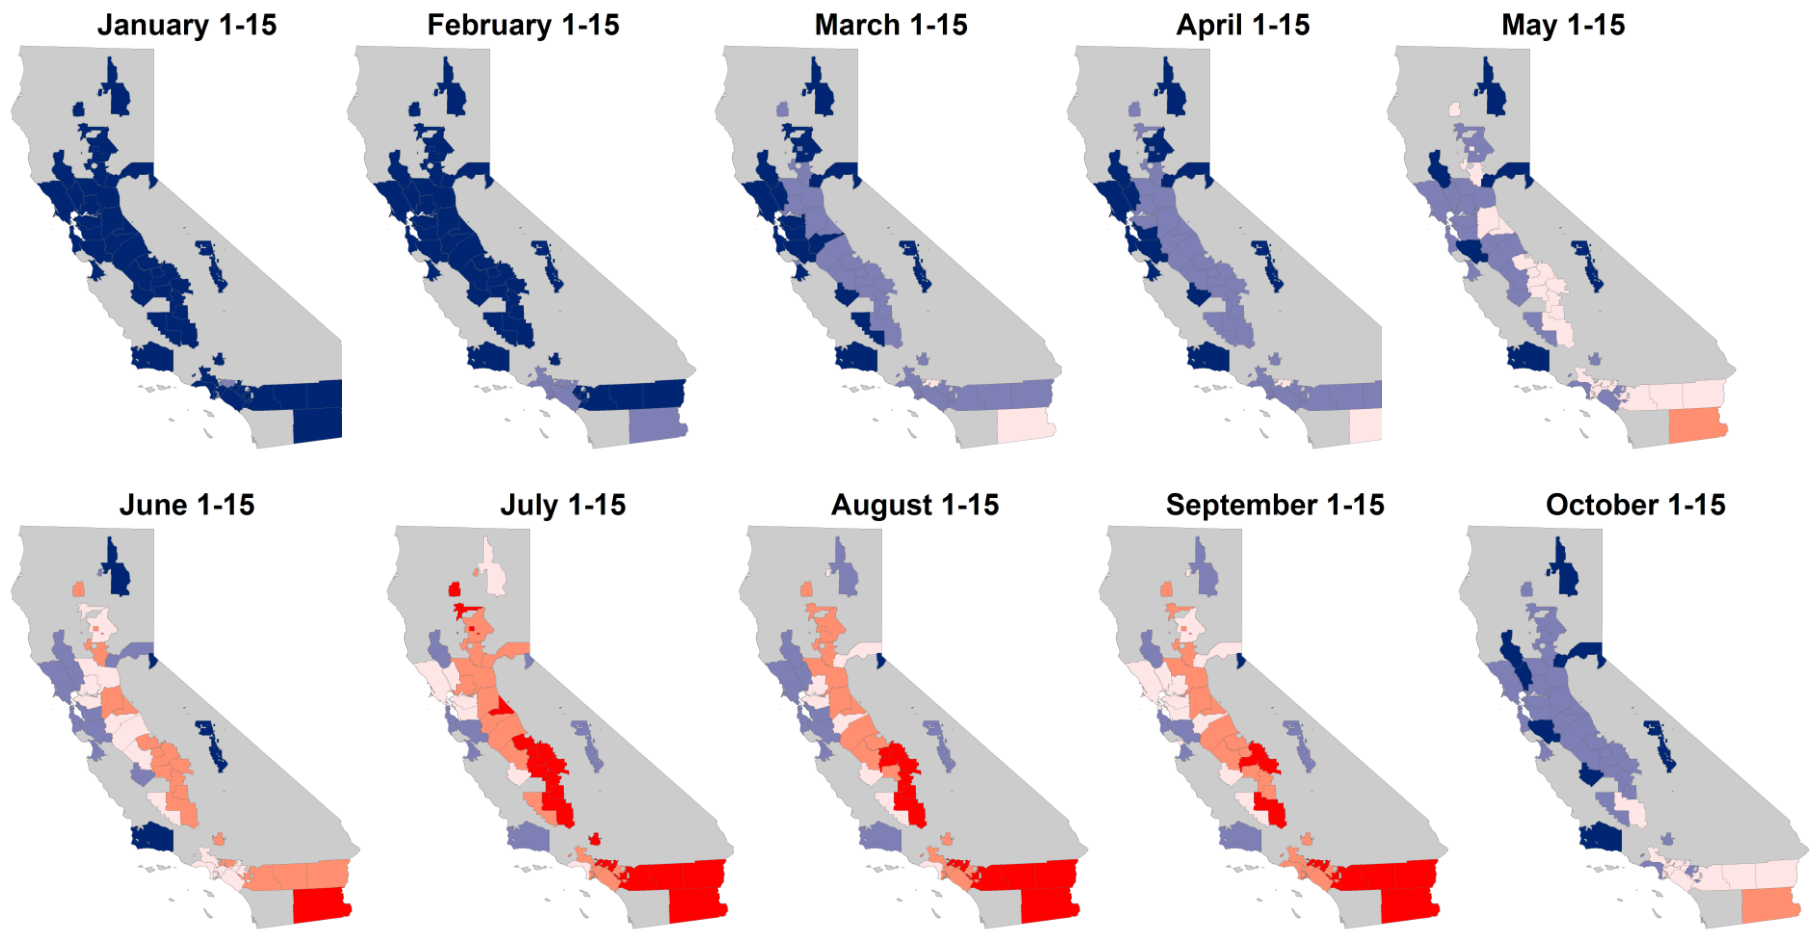 January 1-15
February 1-15
March 1-15
April 1-15
May 1-15
June 1-15
July 1-15
August 1-15
September 1-15
October 1-15